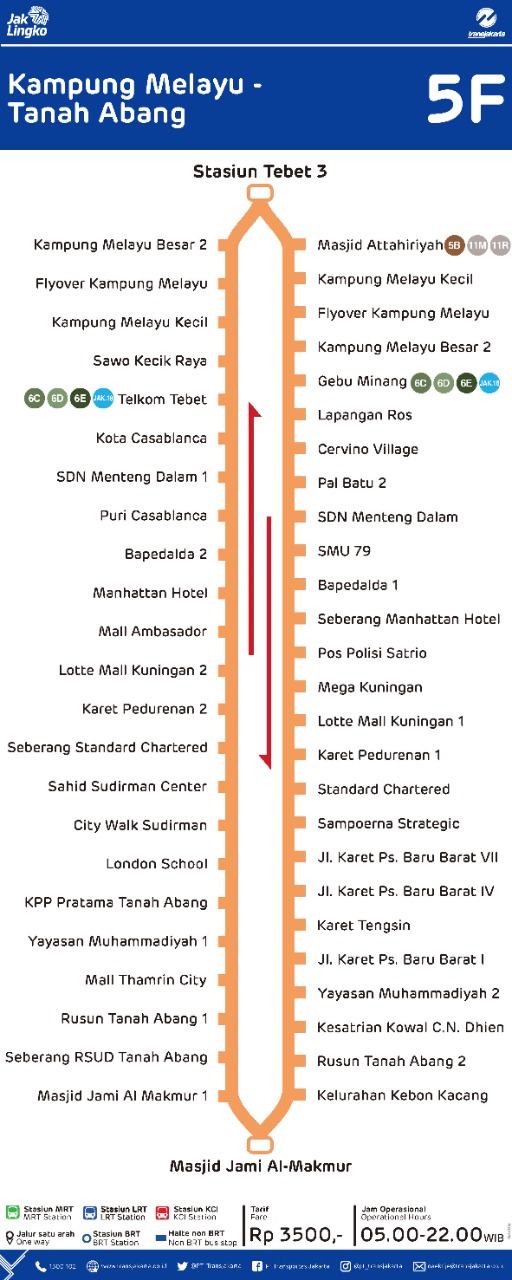 Jak
Lingko
transjakarta
Kampung Melayu -
Tanah Abang
5F
Stasiun Tebet 3
Kampung Melayu Besar 2
Flyover Kampung Melayu
Kampung Melayu Kecil
Sawo Kecik Raya
6C 6D 6E JAK.18 Telkom Tebet
Kota Casablanca
SDN Menteng Dalam 1
Puri Casablanca
Bapedalda 2
Manhattan Hotel
Mall Ambasador
Lotte Mall Kuningan 2
Karet Pedurenan 2
Seberang Standard Chartered
Sahid Sudirman Center
City Walk Sudirman
London School
KPP Pratama Tanah Abang
Yayasan Muhammadiyah 1
Mall Thamrin City
Rusun Tanah Abang 1
Seberang RSUD Tanah Abang
Masjid Jami Al Makmur 1
Masjid Attahiriyah 5B 11M 11R
Kampung Melayu Kecil
Flyover Kampung Melayu
Kampung Melayu Besar 2
Gebu Minang 6C 6D 6E JAK.18
Lapangan Ros
Cervino Village
Pal Batu 2
SDN Menteng Dalam
SMU 79
Bapedalda 1
Seberang Manhattan Hotel
Pos Polisi Satrio
Mega Kuningan
Lotte Mall Kuningan 1
Karet Pedurenan 1
Standard Chartered
Sampoerna Strategic
Jl. Karet Ps. Baru Barat VII
Jl. Karet Ps. Baru Barat IV
Karet Tengsin
Jl. Karet Ps. Baru Barat I
Yayasan Muhammadiyah 2
Kesatrian Kowal C.N. Dhien
Rusun Tanah Abang 2
Kelurahan Kebon Kacang
Masjid Jami Al-Makmur
Stasiun MRT
MRT Station
Stasiun LRT
LRT Station
Stasiun KCI
KCI Station
Jalur satu arah
One way
Stasiun BRT
BRT Station
Halte non BRT
Non BRT bus stop
Tarif
Fare
Rp 3500,-
Jam Operasional
Operational Hours
05.00-22.00 WIB
1500 102
www.transjakarta.co.id
@PT_Transjakarta
PT Transportasi Jakarta
@pt_transjakarta